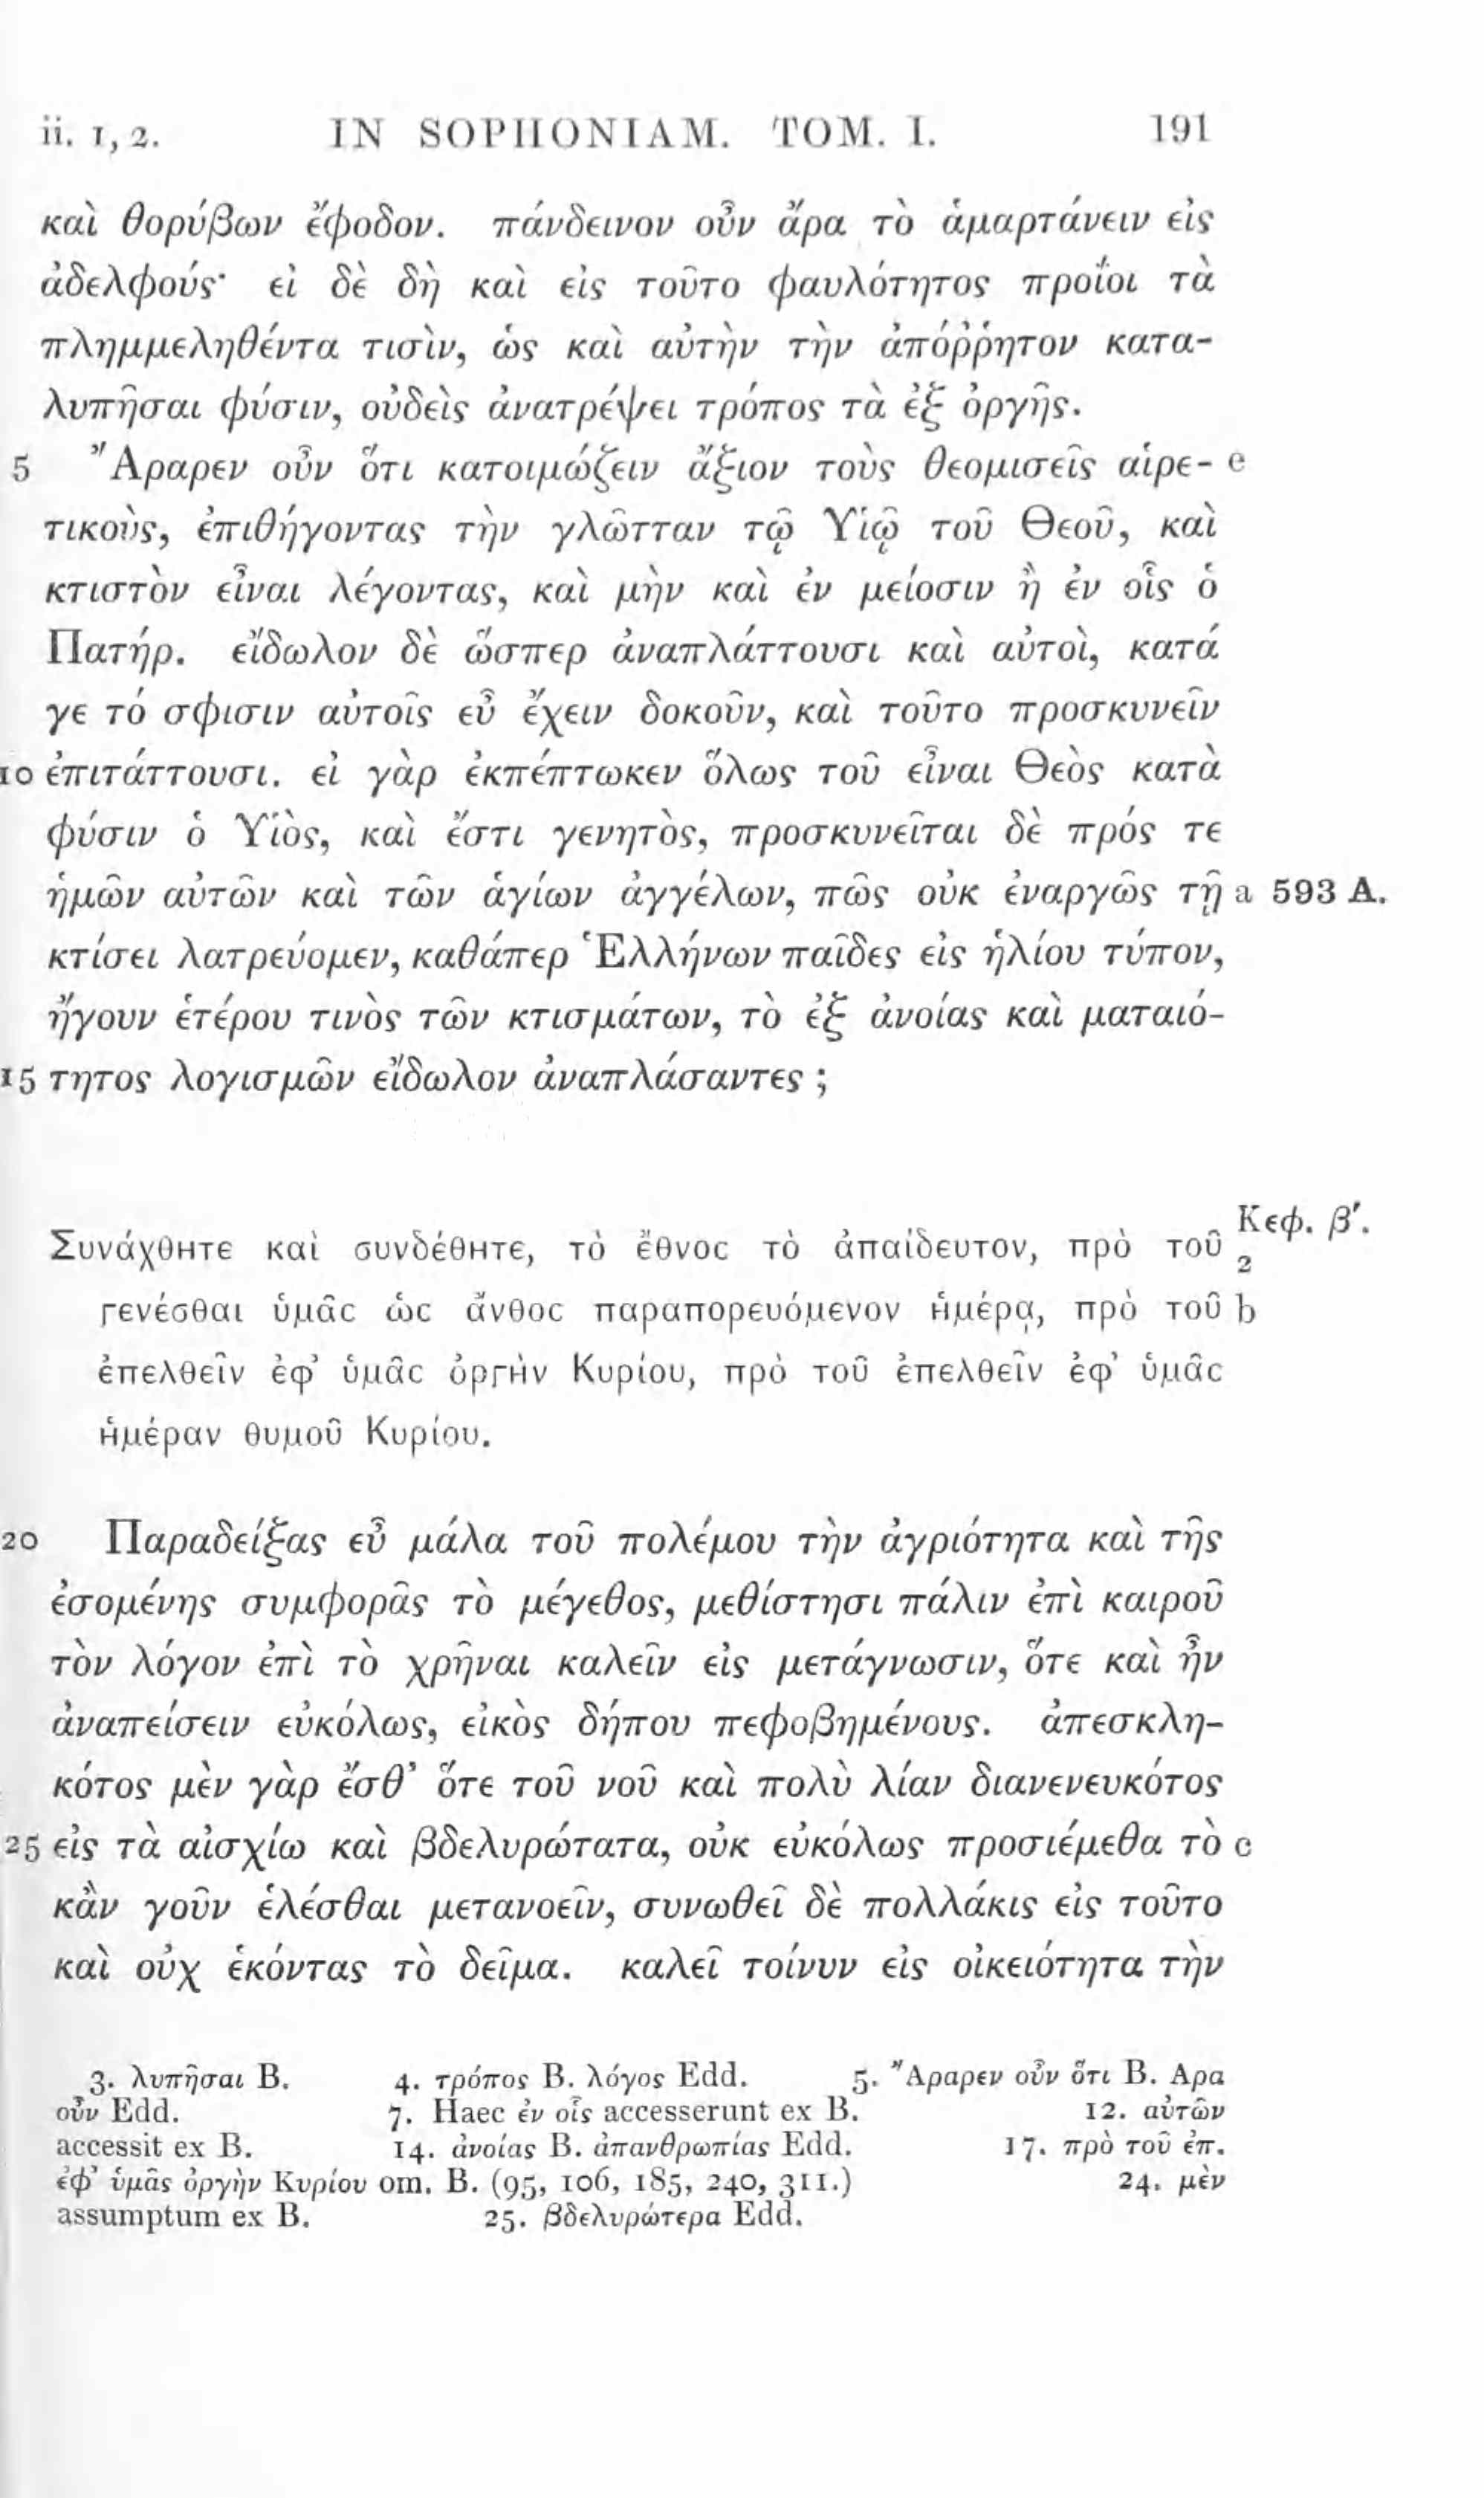 ii. 1, 2. IN SOPHONIAM. TOM. I. 191
καὶ θορύβων ἔφοδον. πάνδεινον οὖν ἄρα τὸ ἁμαρτάνειν εἰς
ἀδελφούς· εἰ δὲ δὴ καὶ εἰς τοῦτο φαυλότητος προΐοι τὰ
πλημμεληθέντα τισὶν, ὡς καὶ αὐτὴν τὴν ἀπόῤῥητον κατα-
λυπῆσαι φύσιν, οὐδεὶς ἀνατρέψει τρόπος τὰ ἐξ ὀργῆς.
5 Ἄραρεν οὖν ὅτι κατοιμώζειν ἄξιον τοὺς θεομισεῖς αἱρε- e
τικοὺς, ἐπιθήγοντας τὴν γλῶτταν τῷ Υἱῷ τοῦ Θεοῦ, καὶ
κτιστὸν εἶναι λέγοντας, καὶ μὴν καὶ ἐν μείοσιν ἢ ἐν οἷς ὁ
Πατήρ. εἴδωλον δὲ ὥσπερ ἀναπλάττουσι καὶ αὐτοὶ, κατά
γε τό σφισιν αὐτοῖς εὖ ἔχειν δοκοῦν, καὶ τοῦτο προσκυνεῖν
10 ἐπιτάττουσι. εἰ γὰρ ἐκπέπτωκεν ὅλως τοῦ εἶναι Θεὸς κατὰ
φύσιν ὁ Υἱὸς, καὶ ἔστι γενητὸς, προσκυνεῖται δὲ πρός τε
ἡμῶν αὐτῶν καὶ τῶν ἁγίων ἀγγέλων, πῶς οὐκ ἐναργῶς τῇ a 593 A.
κτίσει λατρεύομεν, καθάπερ Ἑλλήνων παῖδες εἰς ἡλίου τύπον,
ἤγουν ἑτέρου τινὸς τῶν κτισμάτων, τὸ ἐξ ἀνοίας καὶ ματαιό-
15 τητος λογισμῶν εἴδωλον ἀναπλάσαντες ;
Κεφ. β′.
Συνάχθητε καὶ συνδέθητε, τὸ ἔθνος τὸ ἀπαίδευτον, πρὸ τοῦ 2
γενέσθαι ὑμᾶς ὡς ἄνθος παραπορευόμενον ἡμέρᾳ, πρὸ τοῦ b
ἐπελθεῖν ἐφ’ ὑμᾶς ὀργὴν Κυρίου, πρὸ τοῦ ἐπελθεῖν ἐφ’ ὑμᾶς
ἡμέραν θυμοῦ Κυρίου.
20 Παραδείξας εὖ μάλα τοῦ πολέμου τὴν ἀγριότητα καὶ τῆς
ἐσομένης συμφορᾶς τὸ μέγεθος, μεθίστησι πάλιν ἐπὶ καιροῦ
τὸν λόγον ἐπὶ τὸ χρῆναι καλεῖν εἰς μετάγνωσιν, ὅτε καὶ ἦν
ἀναπείσειν εὐκόλως, εἰκὸς δήπου πεφοβημένους. ἀπεσκλη-
κότος μὲν γὰρ ἔσθ’ ὅτε τοῦ νοῦ καὶ πολὺ λίαν διανενευκότος
25 εἰς τὰ αἰσχίω καὶ βδελυρώτατα, οὐκ εὐκόλως προσιέμεθα τὸ c
κἂν γοῦν ἑλέσθαι μετανοεῖν, συνωθεῖ δὲ πολλάκις εἰς τοῦτο
καὶ οὐχ ἑκόντας τὸ δεῖμα. καλεῖ τοίνυν εἰς οἰκειότητα τὴν
3. λυπῆσαι B. 4. τρόπος B. λόγος Edd. 5. Ἄραρεν οὖν ὅτι B. Αρα
οὖν Edd. 7. Haec ἐν οἷς accesserunt ex B. 12. αὐτῶν
accessit ex B. 14. ἀνοίας B. ἀπανθρωπίας Edd. 17. πρὸ τοῦ ἐπ.
ἐφ’ ὑμᾶς ὀργὴν Κυρίου om. B. (95, 106, 185, 240, 311.) 24. μὲν
assumptum ex B. 25. βδελυρώτερα Edd.